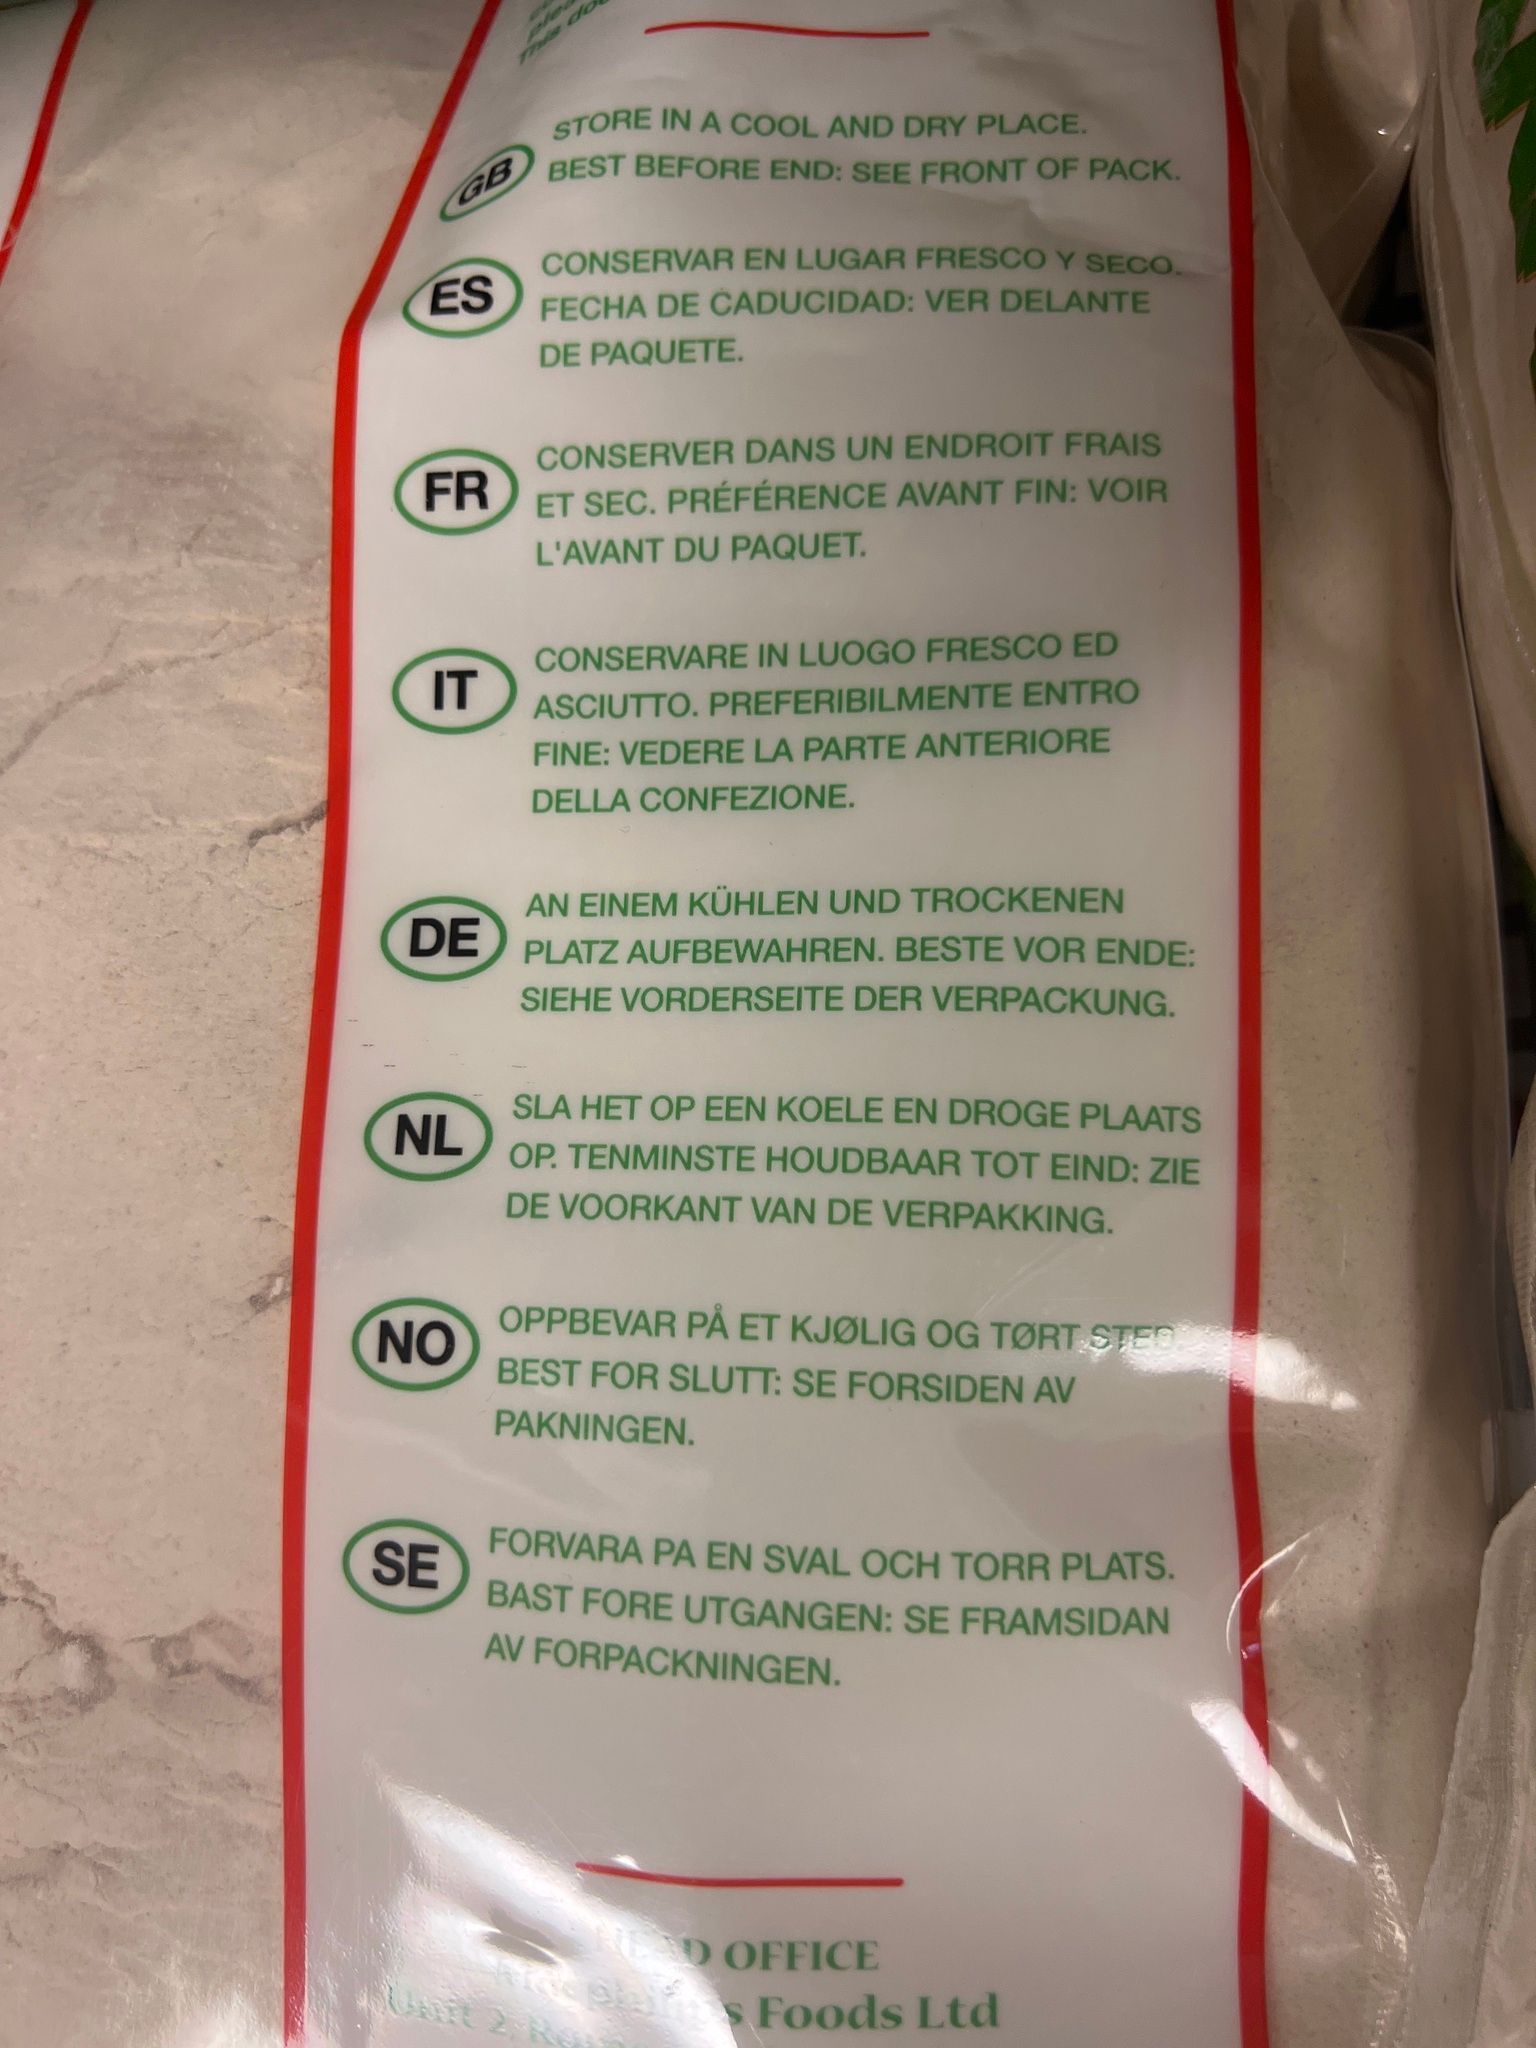 This
STORE IN A COOL AND DRY PLACE.
GB
BEST BEFORE END: SEE FRONT OF PACK.
ES
CONSERVAR EN LUGAR FRESCO Y SECO.
FECHA DE CADUCIDAD: VER DELANTE
DE PAQUETE.
FR
CONSERVER DANS UN ENDROIT FRAIS
ET SEC. PRÉFÉRENCE AVANT FIN: VOIR
L'AVANT DU PAQUET.
IT
CONSERVARE IN LUOGO FRESCO ED
ASCIUTTO. PREFERIBILMENTE ENTRO
FINE: VEDERE LA PARTE ANTERIORE
DELLA CONFEZIONE.
DE
AN EINEM KÜHLEN UND TROCKENEN
PLATZ AUFBEWAHREN. BESTE VOR ENDE:
SIEHE VORDERSEITE DER VERPACKUNG.
NL
SLA HET OP EEN KOELE EN DROGE PLAATS
OP. TENMINSTE HOUDBAAR TOT EIND: ZIE
DE VOORKANT VAN DE VERPAKKING.
NO
OPPBEVAR PÅ ET KJØLIG OG TØRT STED.
BEST FOR SLUTT: SE FORSIDEN AV
PAKNINGEN.
SE
FORVARA PA EN SVAL OCH TORR PLATS.
BAST FORE UTGANGEN: SE FRAMSIDAN
AV FORPACKNINGEN.
HEAD OFFICE
Foods Ltd
Unit 2,